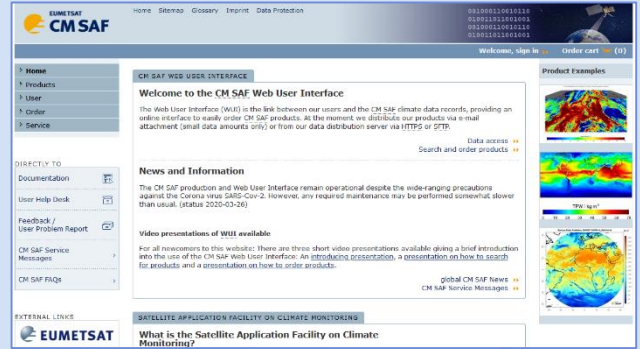 EUMETSAT
CM SAF
Home Sitemap Glossary Imprint Data Protection
Welcome, sign in Order cart (0)
Home
Products
User
Order
Service
DIRECTLY TO
Documentation
User Help Desk
Feedback /
User Problem Report
CM SAF Service
Messages
CM SAF FAQs
EXTERNAL LINKS
EUMETSAT
CM SAF WEB USER INTERFACE
Welcome to the CM SAF Web User Interface
The Web User Interface (WUI) is the link between our users and the CM SAF climate data records, providing an
online interface to easily order CM SAF products. At the moment we distribute our products via e-mail
attachment (small data amounts only) or from our data distribution server via HTTPS or SFTP.
Data access
Search and order products
News and Information
The CM SAF production and Web User Interface remain operational despite the wide-ranging precautions
against the Corona virus SARS-Cov-2. However, any required maintenance may be performed somewhat slower
than usual. (status 2020-03-26)
Video presentations of WUI available
For all newcomers to this website: There are three short video presentations available giving a brief introduction
into the use of the CM SAF Web User Interface: An introducing presentation, a presentation on how to search
for products and a presentation on how to order products.
global CM SAF News
CM SAF Service Messages
SATELLITE APPLICATION FACILITY ON CLIMATE MONITORING
What is the Satellite Application Facility on Climate
Monitoring?
Product Examples